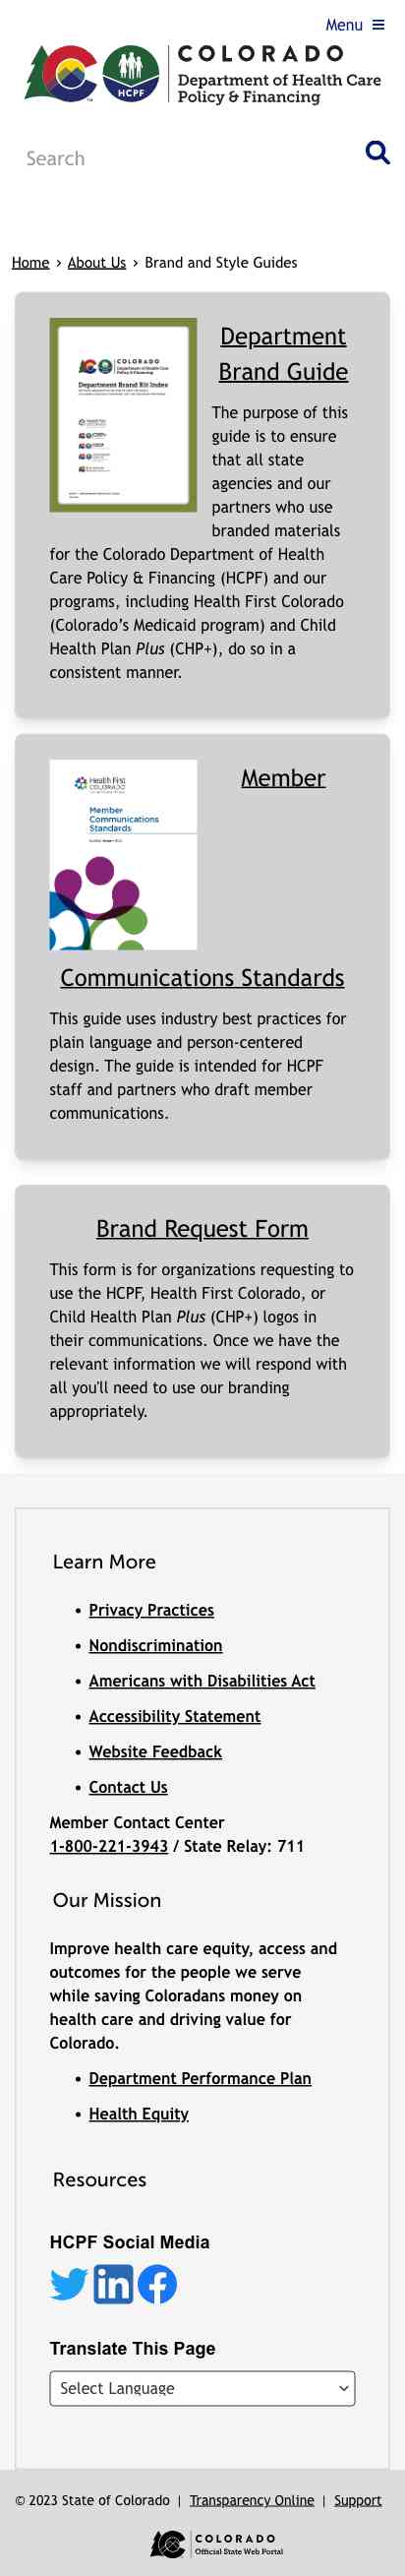 Menu
COLORADO
Department of Health Care
Policy & Financing
HCPF
Search
Home › About Us › Brand and Style Guides
COLORADO
Department of Health Care
Policy & Financing
Department Brand Kit Index
Department
Brand Guide
The purpose of this
guide is to ensure
that all state
agencies and our
partners who use
branded materials
for the Colorado Department of Health
Care Policy & Financing (HCPF) and our
programs, including Health First Colorado
(Colorado's Medicaid program) and Child
Health Plan Plus (CHP+), do so in a
consistent manner.
Health First
COLORADO
Member
Communications
Standards
Member
Communications Standards
This guide uses industry best practices for
plain language and person-centered
design. The guide is intended for HCPF
staff and partners who draft member
communications.
Brand Request Form
This form is for organizations requesting to
use the HCPF, Health First Colorado, or
Child Health Plan Plus (CHP+) logos in
their communications. Once we have the
relevant information we will respond with
all you'll need to use our branding
appropriately.
Learn More
• Privacy Practices
• Nondiscrimination
• Americans with Disabilities Act
• Accessibility Statement
• Website Feedback
• Contact Us
Member Contact Center
1-800-221-3943 / State Relay: 711
Our Mission
Improve health care equity, access and
outcomes for the people we serve
while saving Coloradans money on
health care and driving value for
Colorado.
• Department Performance Plan
• Health Equity
Resources
HCPF Social Media
in
Translate This Page
Select Language
© 2023 State of Colorado | Transparency Online | Support
COLORADO
Official State Web Portal